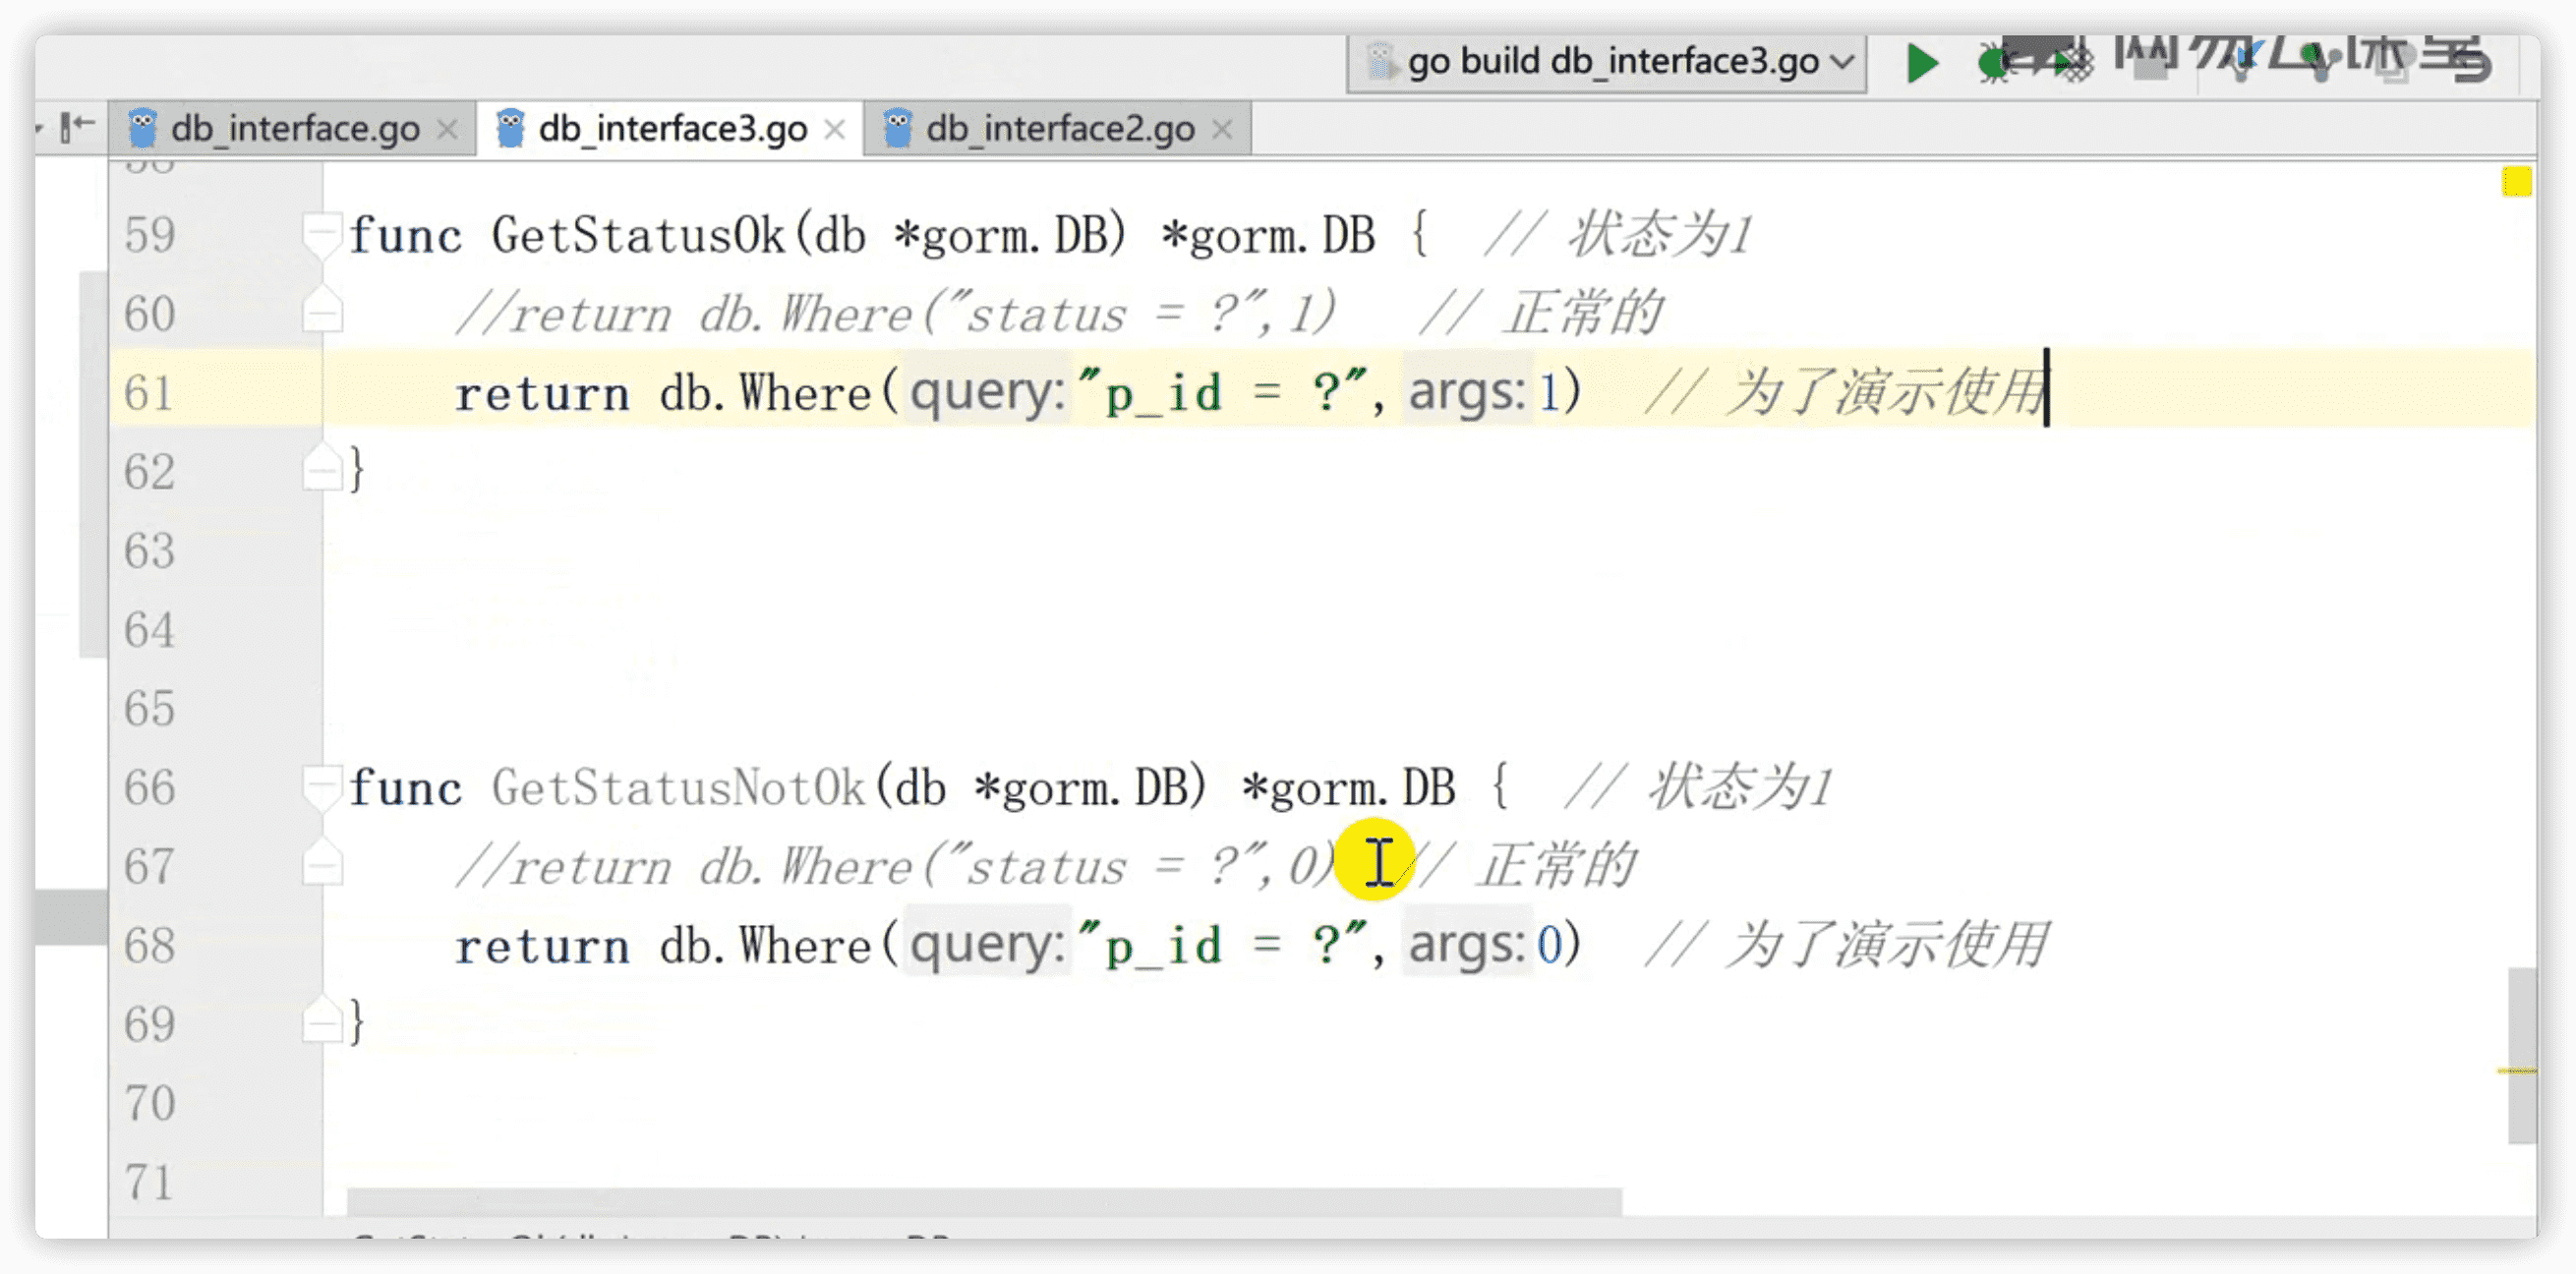 go build db_interface3.go
db_interface.go
db_interface3.go
db_interface2.go
59 func GetStatusOk(db *gorm.DB) *gorm.DB { // 状态为1
60 //return db.Where("status = ?",1) // 正常的
61 return db.Where(query: "p_id = ?", args: 1) // 为了演示使用
62 }
63
64
65
66 func GetStatusNotOk(db *gorm.DB) *gorm.DB { // 状态为1
67 //return db.Where("status = ?",0) // 正常的
68 return db.Where(query: "p_id = ?", args: 0) // 为了演示使用
69 }
70
71